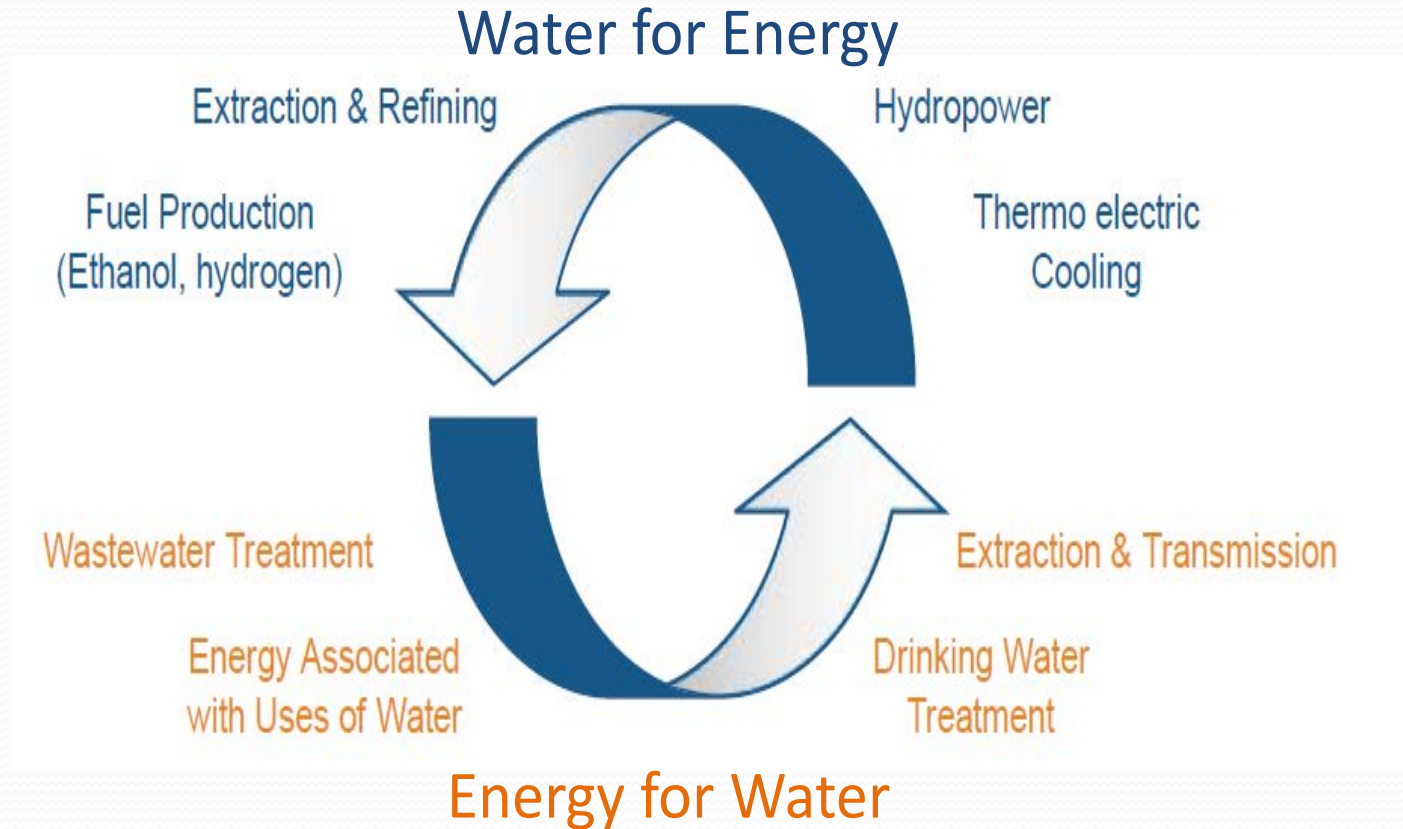 Water for Energy
Extraction & Refining
Hydropower
Fuel Production
(Ethanol, hydrogen)
Thermo electric
Cooling
Wastewater Treatment
Extraction & Transmission
Energy Associated
with Uses of Water
Drinking Water
Treatment
Energy for Water